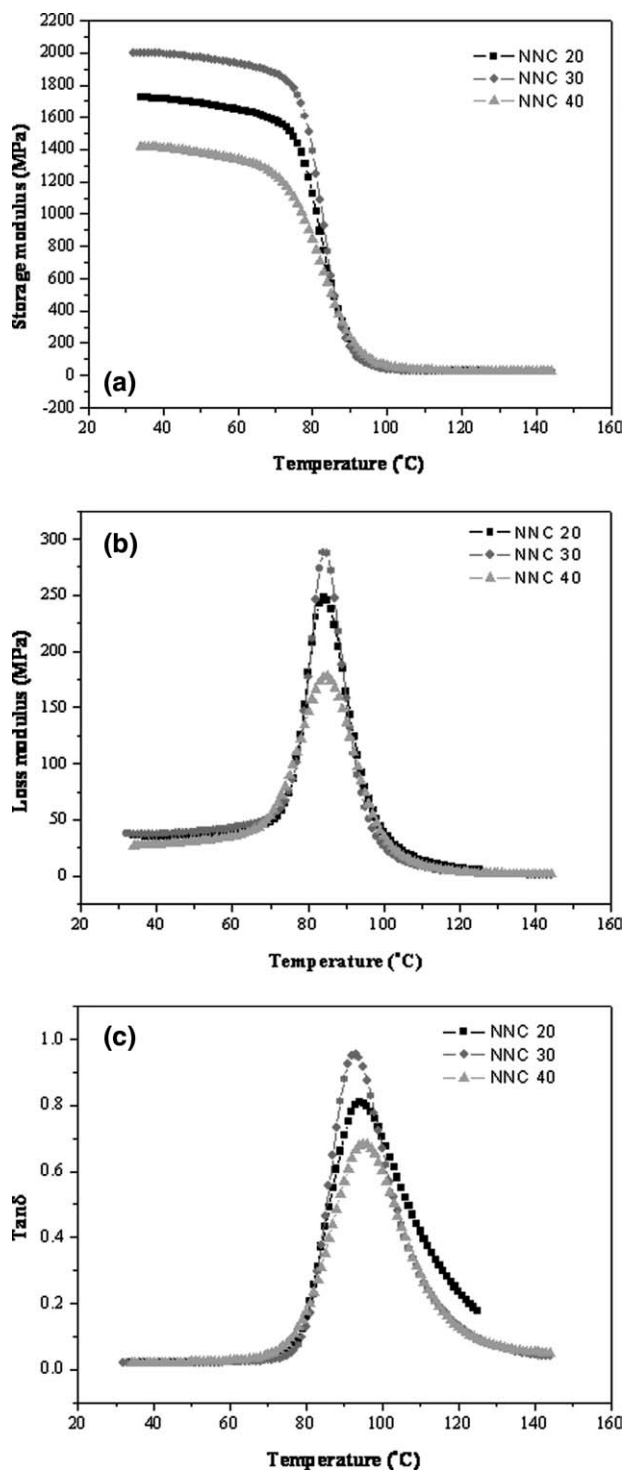 2200
2000
1800
1600
1400
1200
1000
800
600
400
200
0
-200
Storage modulus (MPa)
NNC 20
NNC 30
NNC 40
(a)
20 40 60 80 100 120 140 160
Temperature (°C)
300
250
200
150
100
50
0
Loss modulus (MPa)
(b)
NNC 20
NNC 30
NNC 40
20 40 60 80 100 120 140 160
Temperature (°C)
1.0
0.8
0.6
0.4
0.2
0.0
Tanδ
(c)
NNC 20
NNC 30
NNC 40
20 40 60 80 100 120 140 160
Temperature (°C)